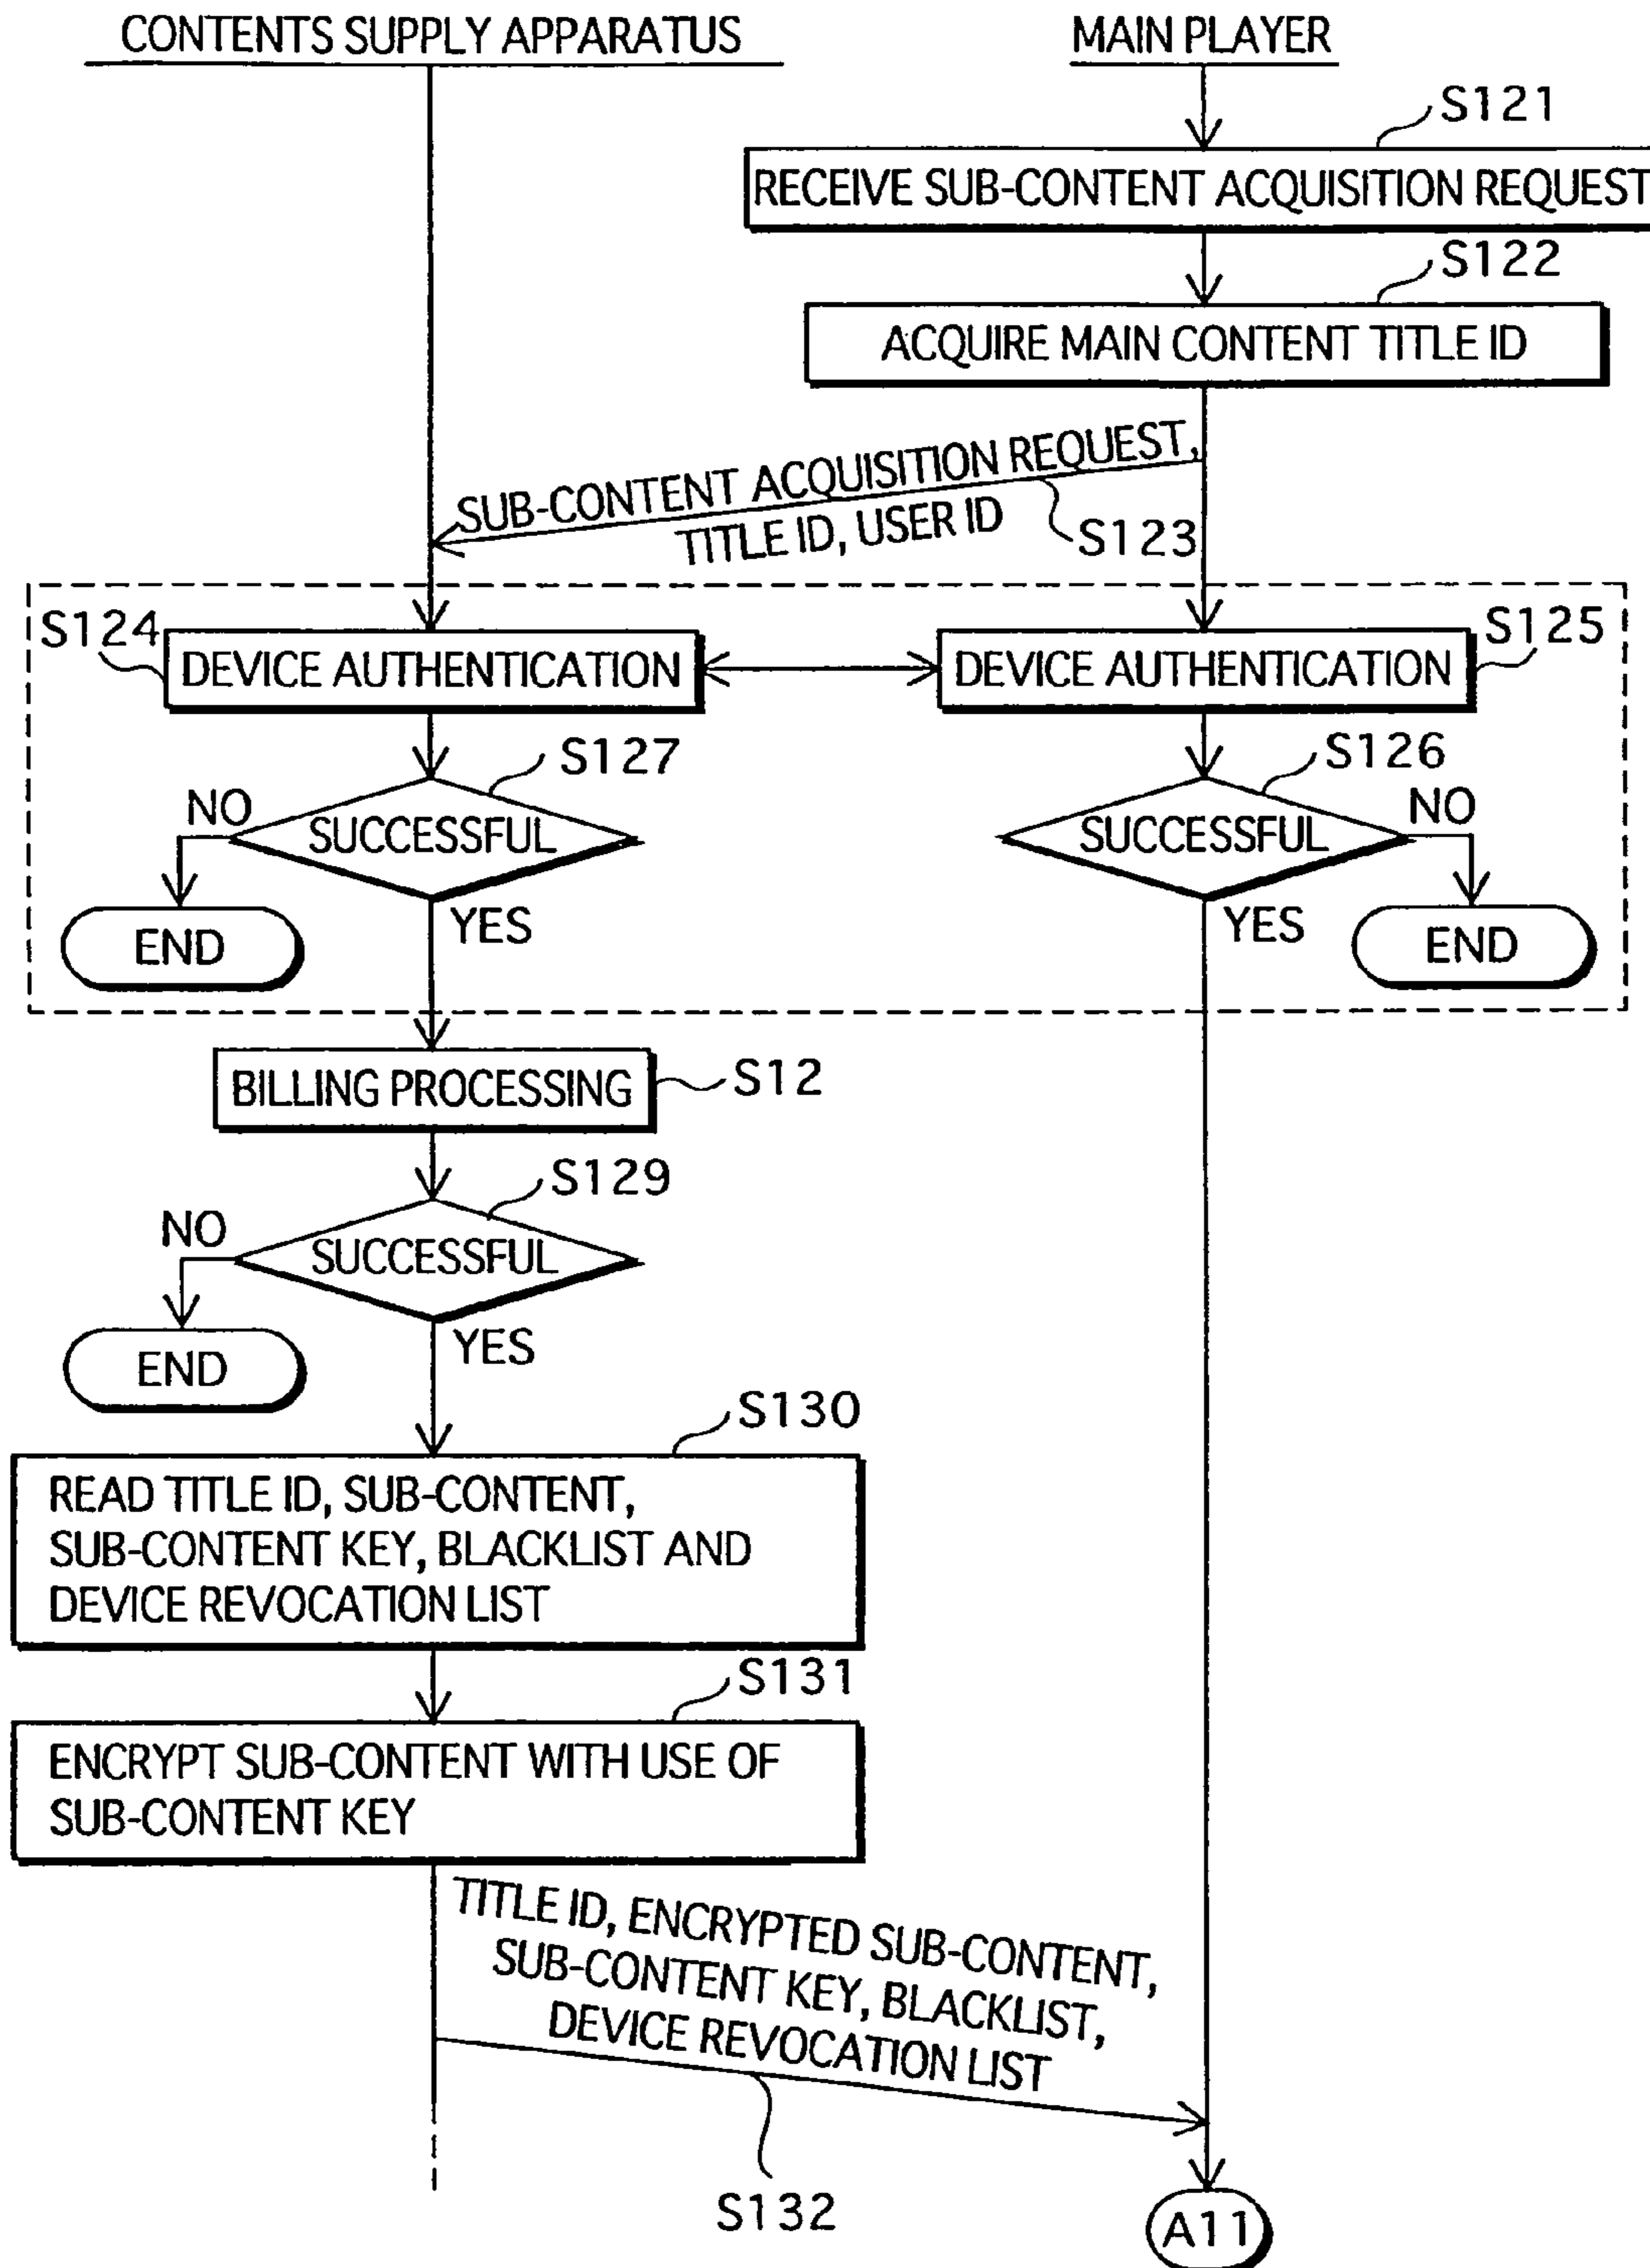 CONTENTS SUPPLY APPARATUS
MAIN PLAYER
S121
RECEIVE SUB-CONTENT ACQUISITION REQUEST
S122
ACQUIRE MAIN CONTENT TITLE ID
SUB-CONTENT ACQUISITION REQUEST,
TITLE ID, USER ID
S123
S124
DEVICE AUTHENTICATION
S125
DEVICE AUTHENTICATION
S127
S126
NO
SUCCESSFUL
SUCCESSFUL
NO
END
YES
YES
END
BILLING PROCESSING
S12
S129
NO
SUCCESSFUL
END
YES
S130
READ TITLE ID, SUB-CONTENT,
SUB-CONTENT KEY, BLACKLIST AND
DEVICE REVOCATION LIST
S131
ENCRYPT SUB-CONTENT WITH USE OF
SUB-CONTENT KEY
TITLE ID, ENCRYPTED SUB-CONTENT,
SUB-CONTENT KEY, BLACKLIST,
DEVICE REVOCATION LIST
S132
A11